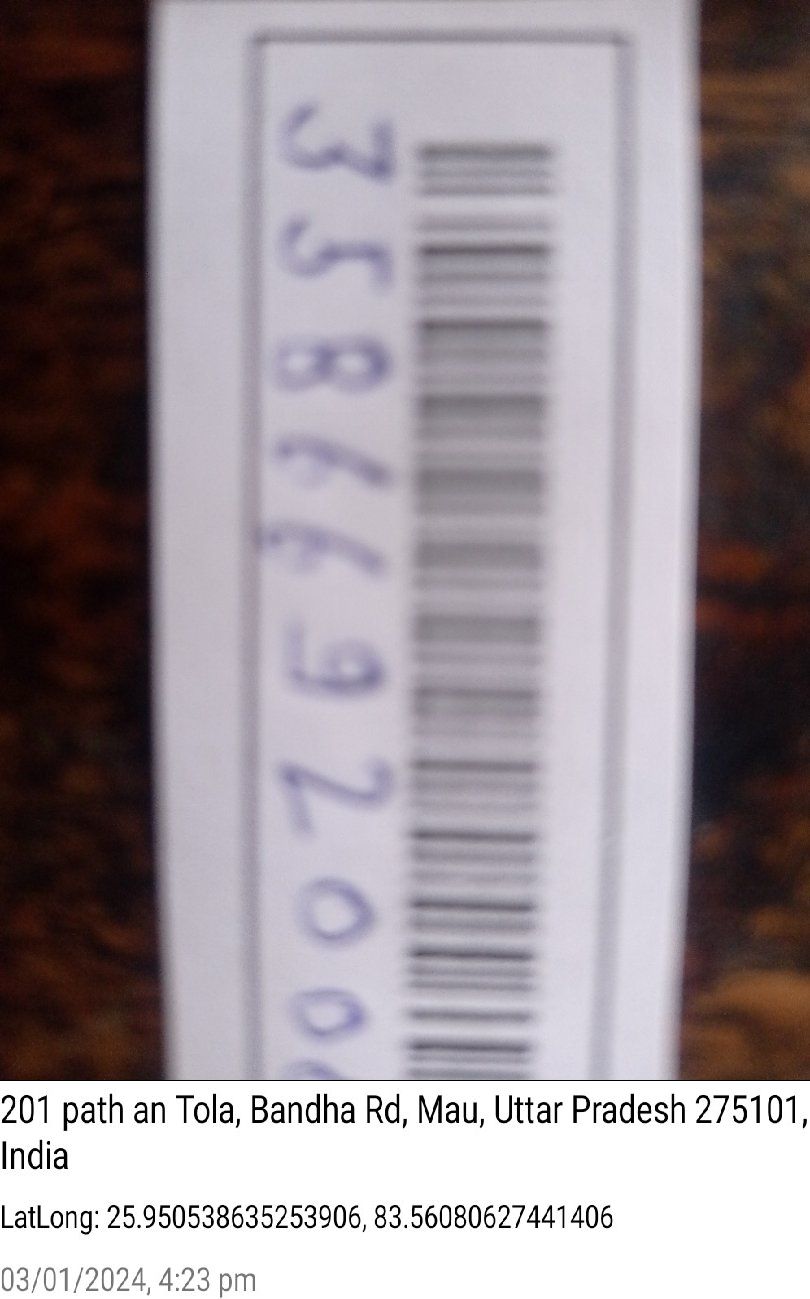 358669200
201 path an Tola, Bandha Rd, Mau, Uttar Pradesh 275101,
India
LatLong: 25.950538635253906, 83.56080627441406
03/01/2024, 4:23 pm